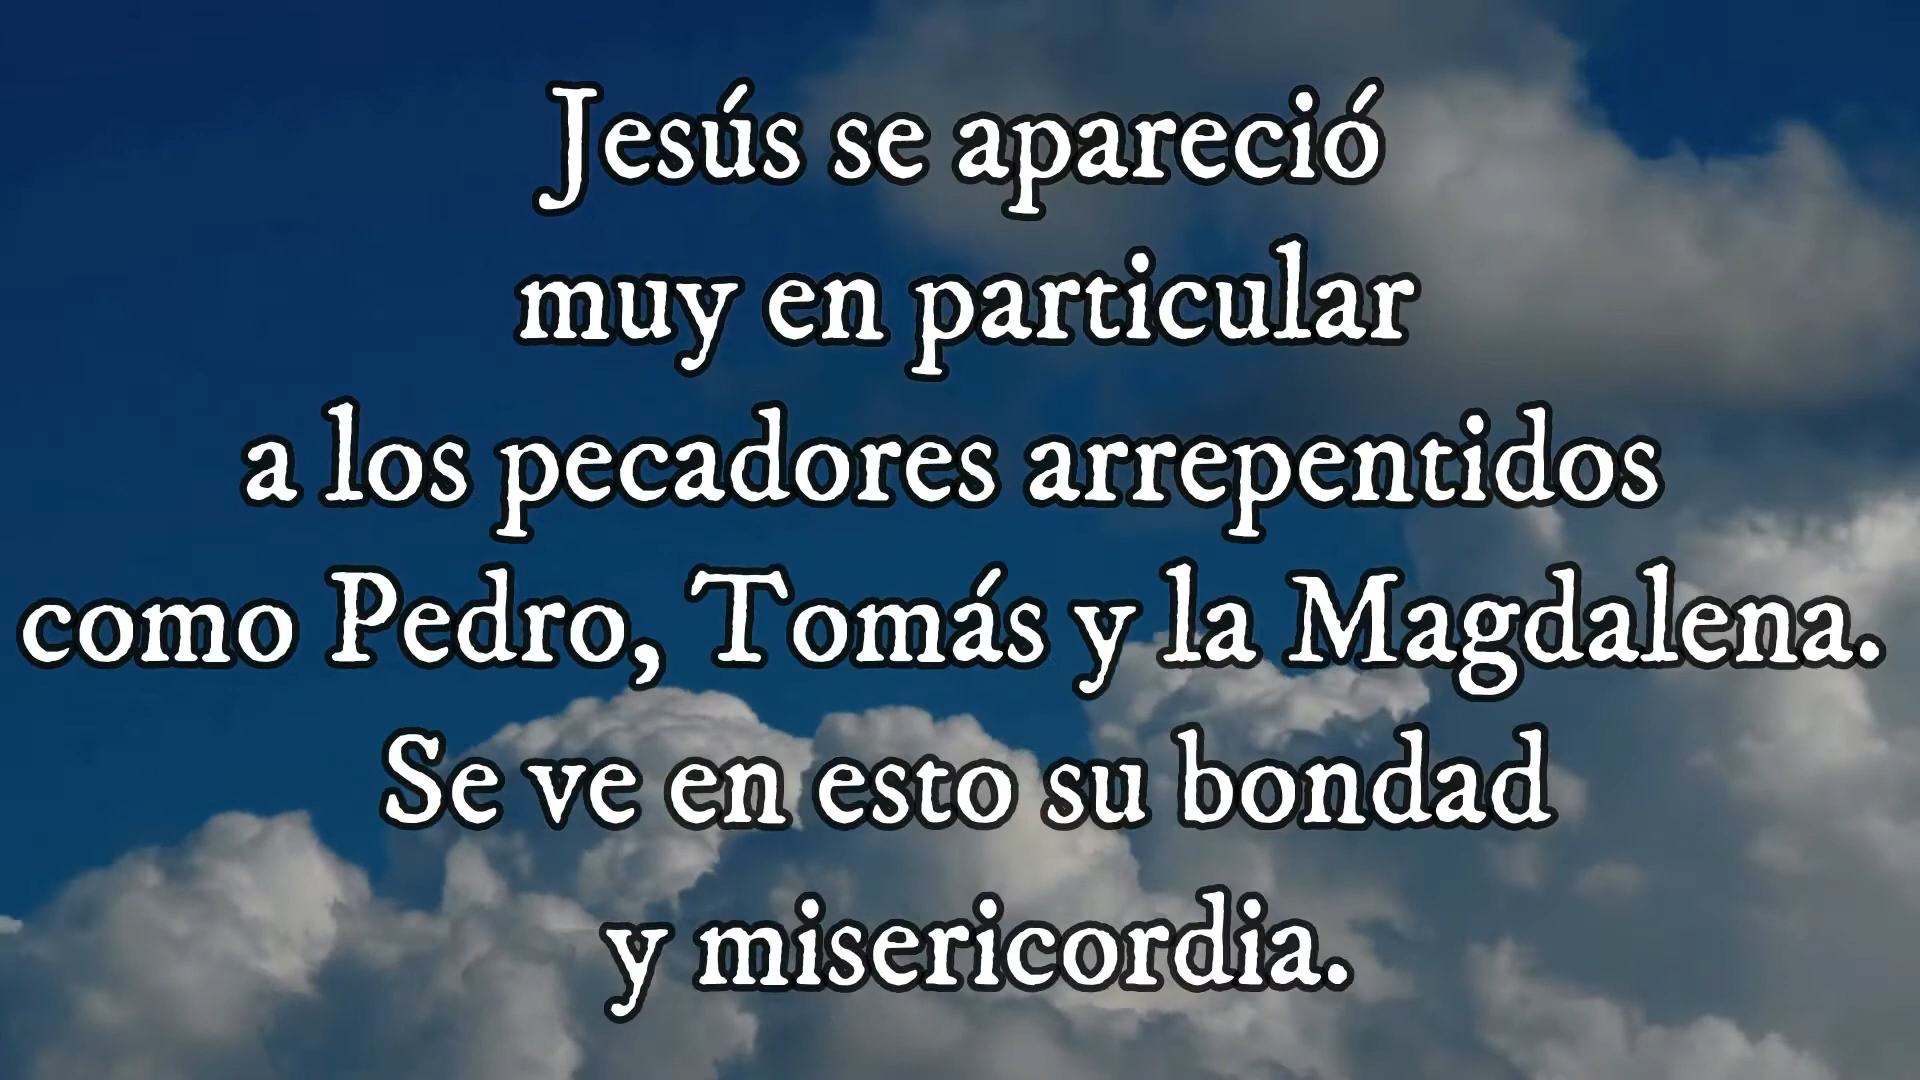 Jesús se apareció
muy en particular
a los pecadores arrepentidos
como Pedro, Tomás y la Magdalena.
Se ve en esto su bondad
y misericordia.